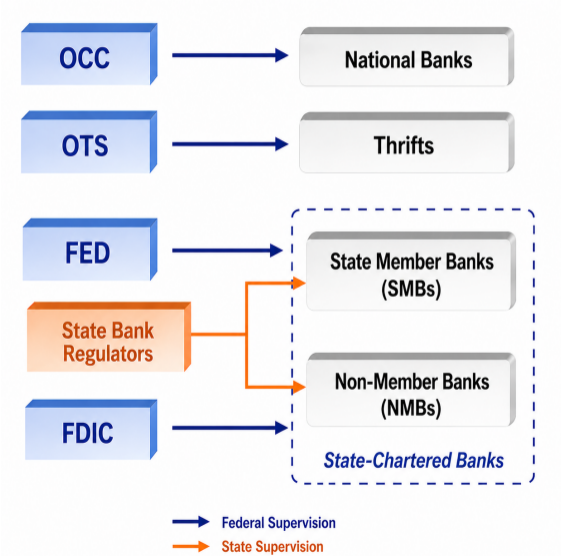 OCC
National Banks
OTS
Thrifts
FED
State Member Banks
(SMBs)
State Bank
Regulators
Non-Member Banks
(NMBs)
FDIC
State-Chartered Banks
Federal Supervision
State Supervision